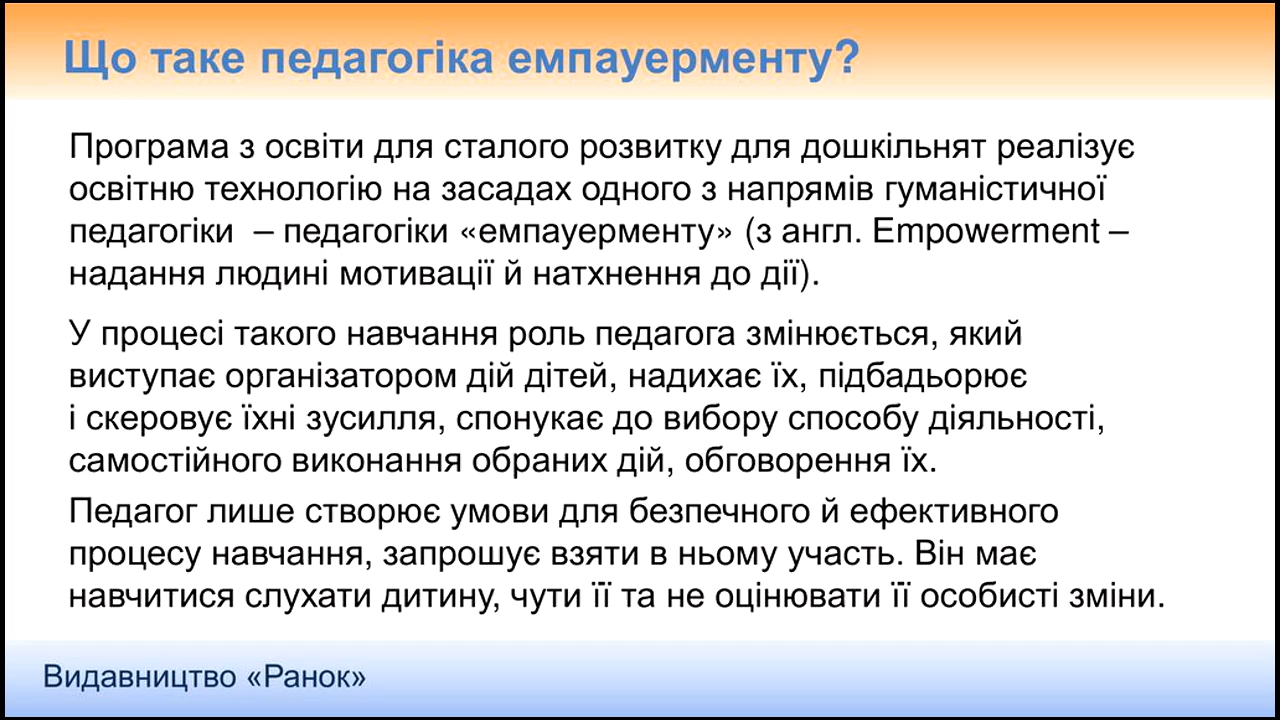 Що таке педагогіка емпауерменту?
Програма з освіти для сталого розвитку для дошкільнят реалізує
освітню технологію на засадах одного з напрямів гуманістичної
педагогіки – педагогіки «емпауерменту» (з англ. Empowerment –
надання людині мотивації й натхнення до дії).
У процесі такого навчання роль педагога змінюється, який
виступає організатором дій дітей, надихає їх, підбадьорює
і скеровує їхні зусилля, спонукає до вибору способу діяльності,
самостійного виконання обраних дій, обговорення їх.
Педагог лише створює умови для безпечного й ефективного
процесу навчання, запрошує взяти в ньому участь. Він має
навчитися слухати дитину, чути її та не оцінювати її особисті зміни.
Видавництво «Ранок»